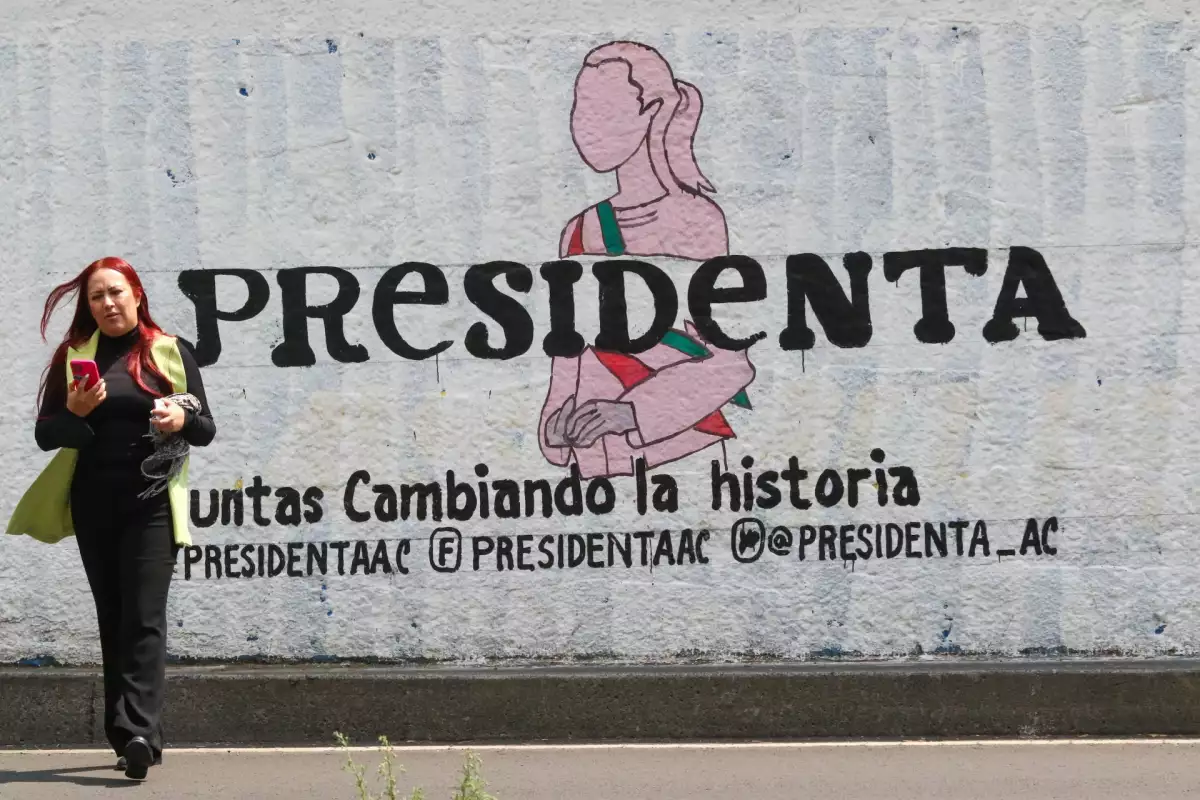 PResIDeNTA
untas Cambiando la historia
PRESIDENTAAC F PRESIDENTAAC @PRESIDENTA_AC